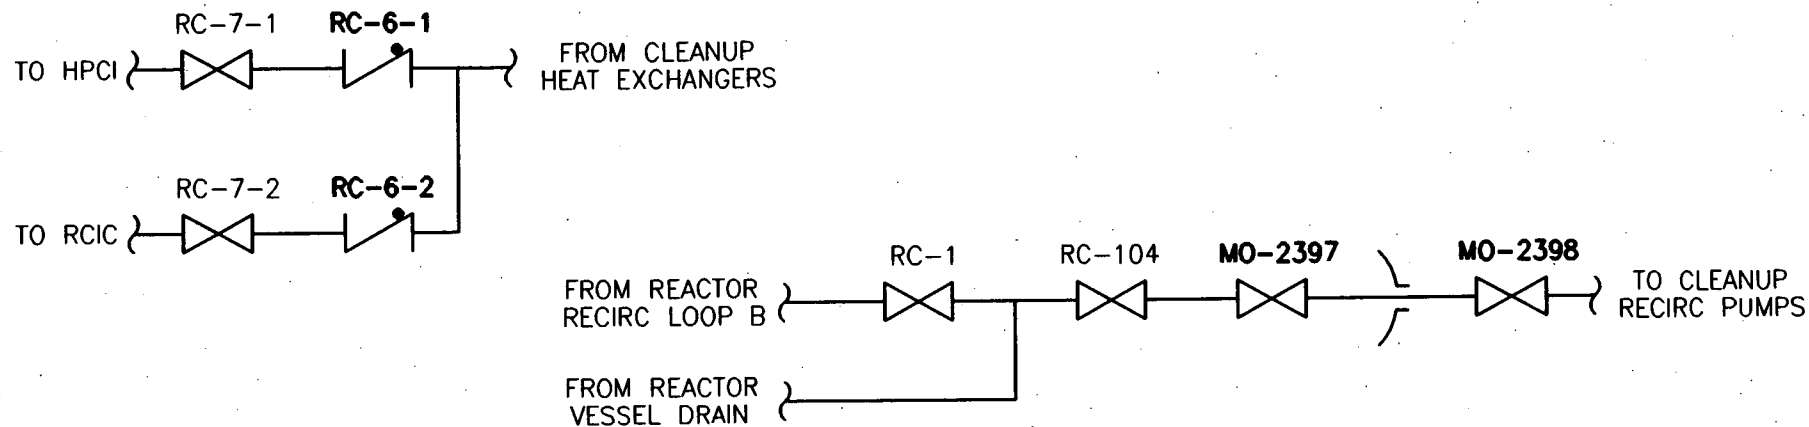 RC-7-1
RC-6-1
TO HPCI
FROM CLEANUP
HEAT EXCHANGERS
RC-7-2
RC-6-2
TO RCIC
RC-1
RC-104
MO-2397
MO-2398
FROM REACTOR
RECIRC LOOP B
TO CLEANUP
RECIRC PUMPS
FROM REACTOR
VESSEL DRAIN